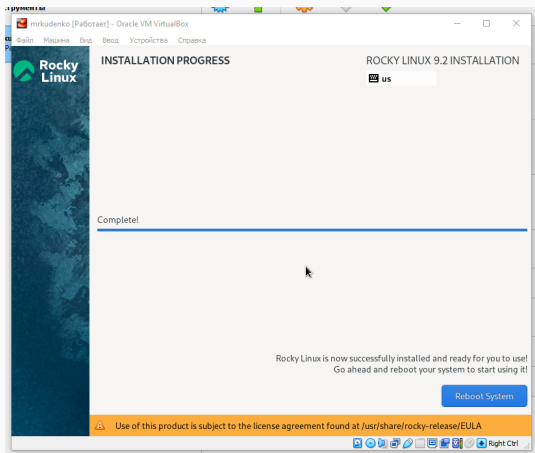 трументы
mrkudenko [Работает] - Oracle VM VirtualBox
Файл Машина Вид Ввод Устройства Справка
Rocky
Linux
INSTALLATION PROGRESS
ROCKY LINUX 9.2 INSTALLATION
us
Complete!
Rocky Linux is now successfully installed and ready for you to use!
Go ahead and reboot your system to start using it!
Reboot System
Use of this product is subject to the license agreement found at /usr/share/rocky-release/EULA
Right Ctrl